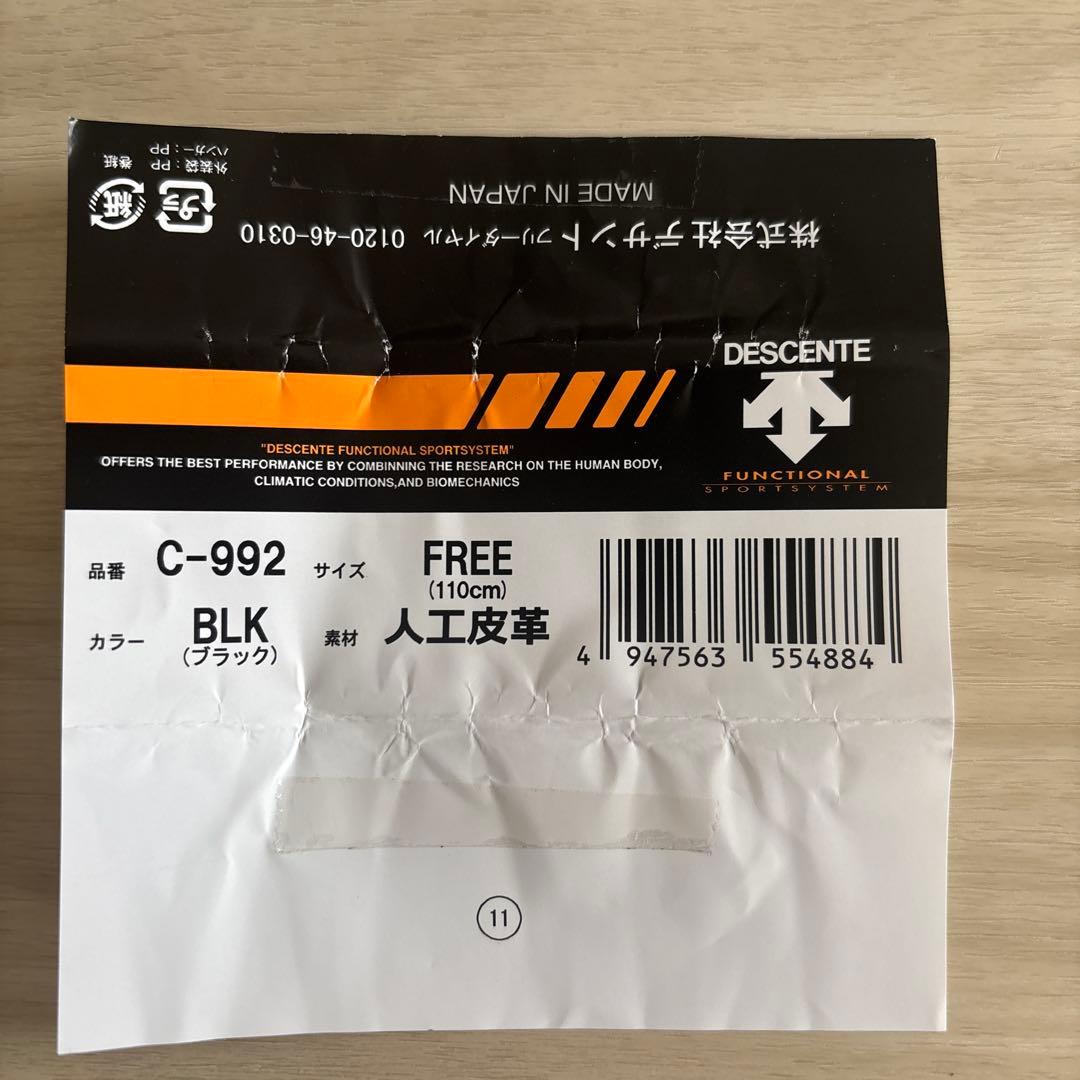 外装袋：PP　巻紙
ハンガー：PP
プラ
紙
MADE IN JAPAN
株式会社デサント フリーダイヤル 0120-46-0310
DESCENTE
FUNCTIONAL
SPORTSYSTEM
"DESCENTE FUNCTIONAL SPORTSYSTEM"
OFFERS THE BEST PERFORMANCE BY COMBINNING THE RESEARCH ON THE HUMAN BODY,
CLIMATIC CONDITIONS,AND BIOMECHANICS
品番 C-992 サイズ FREE
(110cm)
カラー BLK 素材 人工皮革
(ブラック)
4 947563 554884
11